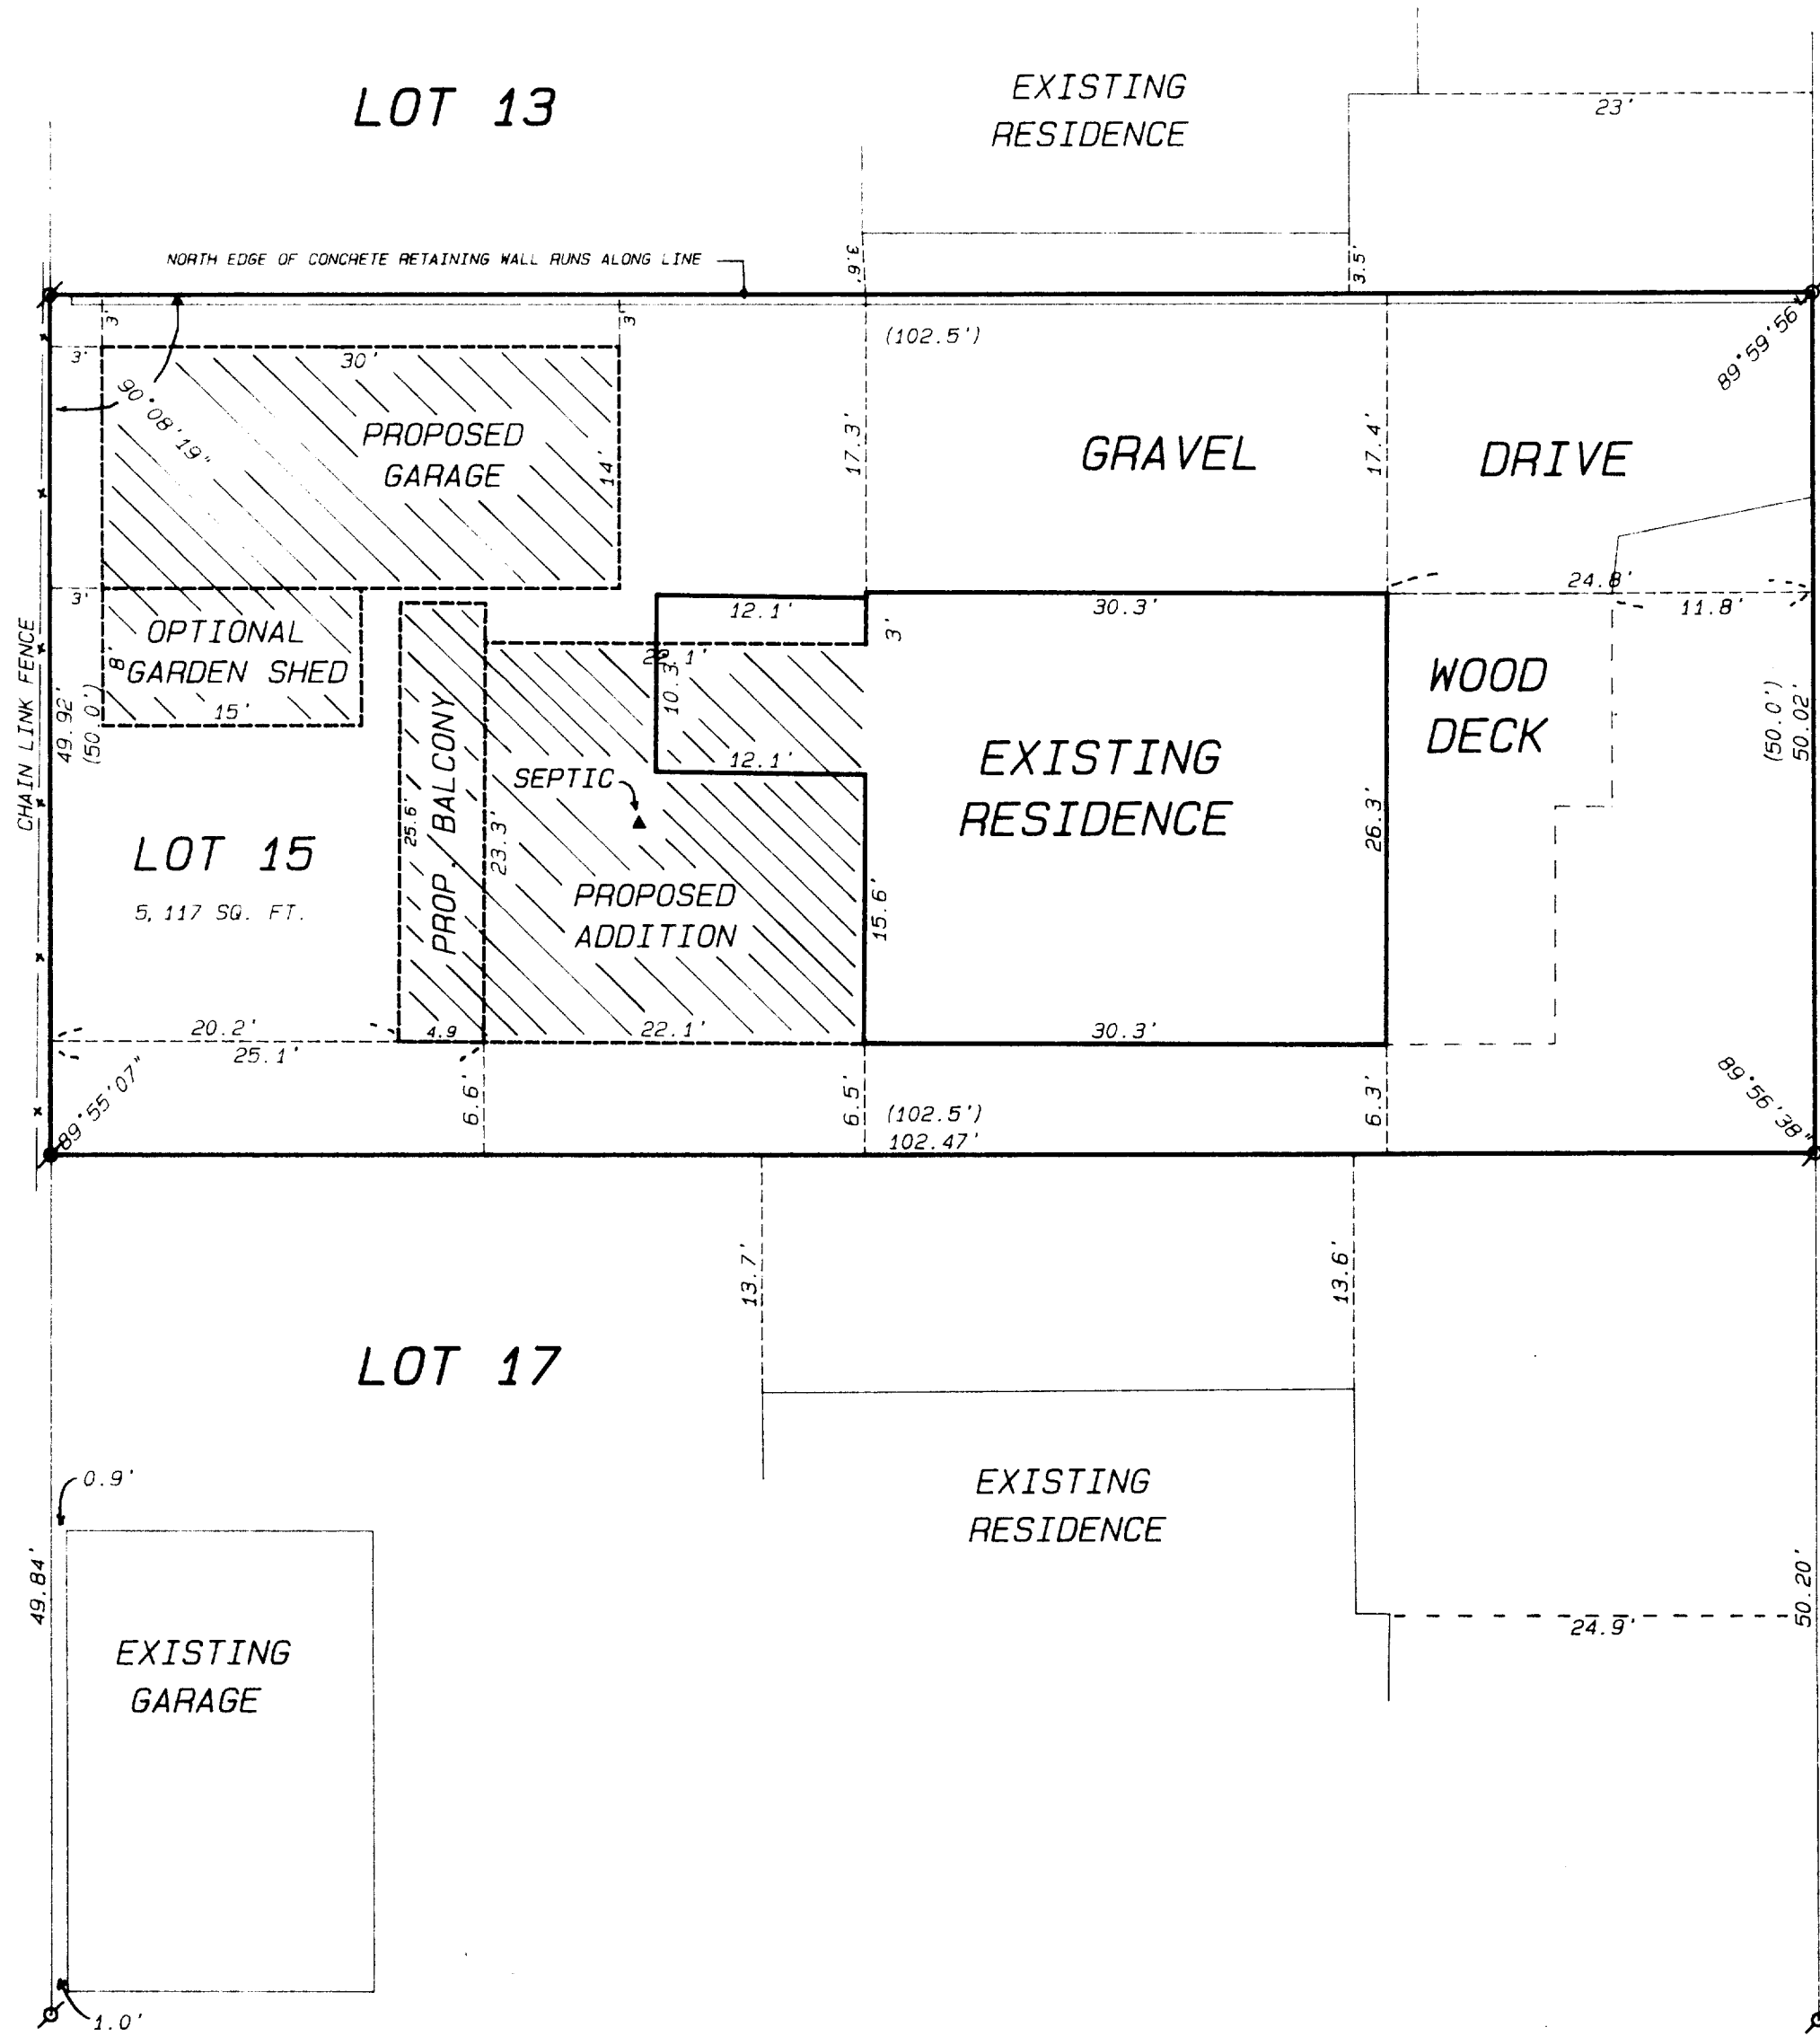 LOT 13
EXISTING
RESIDENCE
23'
NORTH EDGE OF CONCRETE RETAINING WALL RUNS ALONG LINE
3.6'
3.5'
3'
3'
3'
30'
(102.5')
89°59'56"
90°08'19"
PROPOSED
GARAGE
14'
17.3'
GRAVEL
17.4'
DRIVE
3'
12.1'
30.3'
24.8'
11.8'
3'
OPTIONAL
GARDEN SHED
8'
15'
22.1'
10.3'
WOOD
DECK
CHAIN LINK FENCE
49.92'
(50.0')
(50.0')
50.02'
PROP. BALCONY
25.6'
23.3'
SEPTIC
12.1'
EXISTING
RESIDENCE
26.3'
LOT 15
5,117 SQ. FT.
PROPOSED
ADDITION
15.6'
20.2'
25.1'
4.9
22.1'
30.3'
89°55'07"
6.6'
6.5'
(102.5')
102.47'
6.3'
89°56'38"
13.7'
13.6'
LOT 17
0.9'
EXISTING
RESIDENCE
49.84'
50.20'
24.9'
EXISTING
GARAGE
1.0'